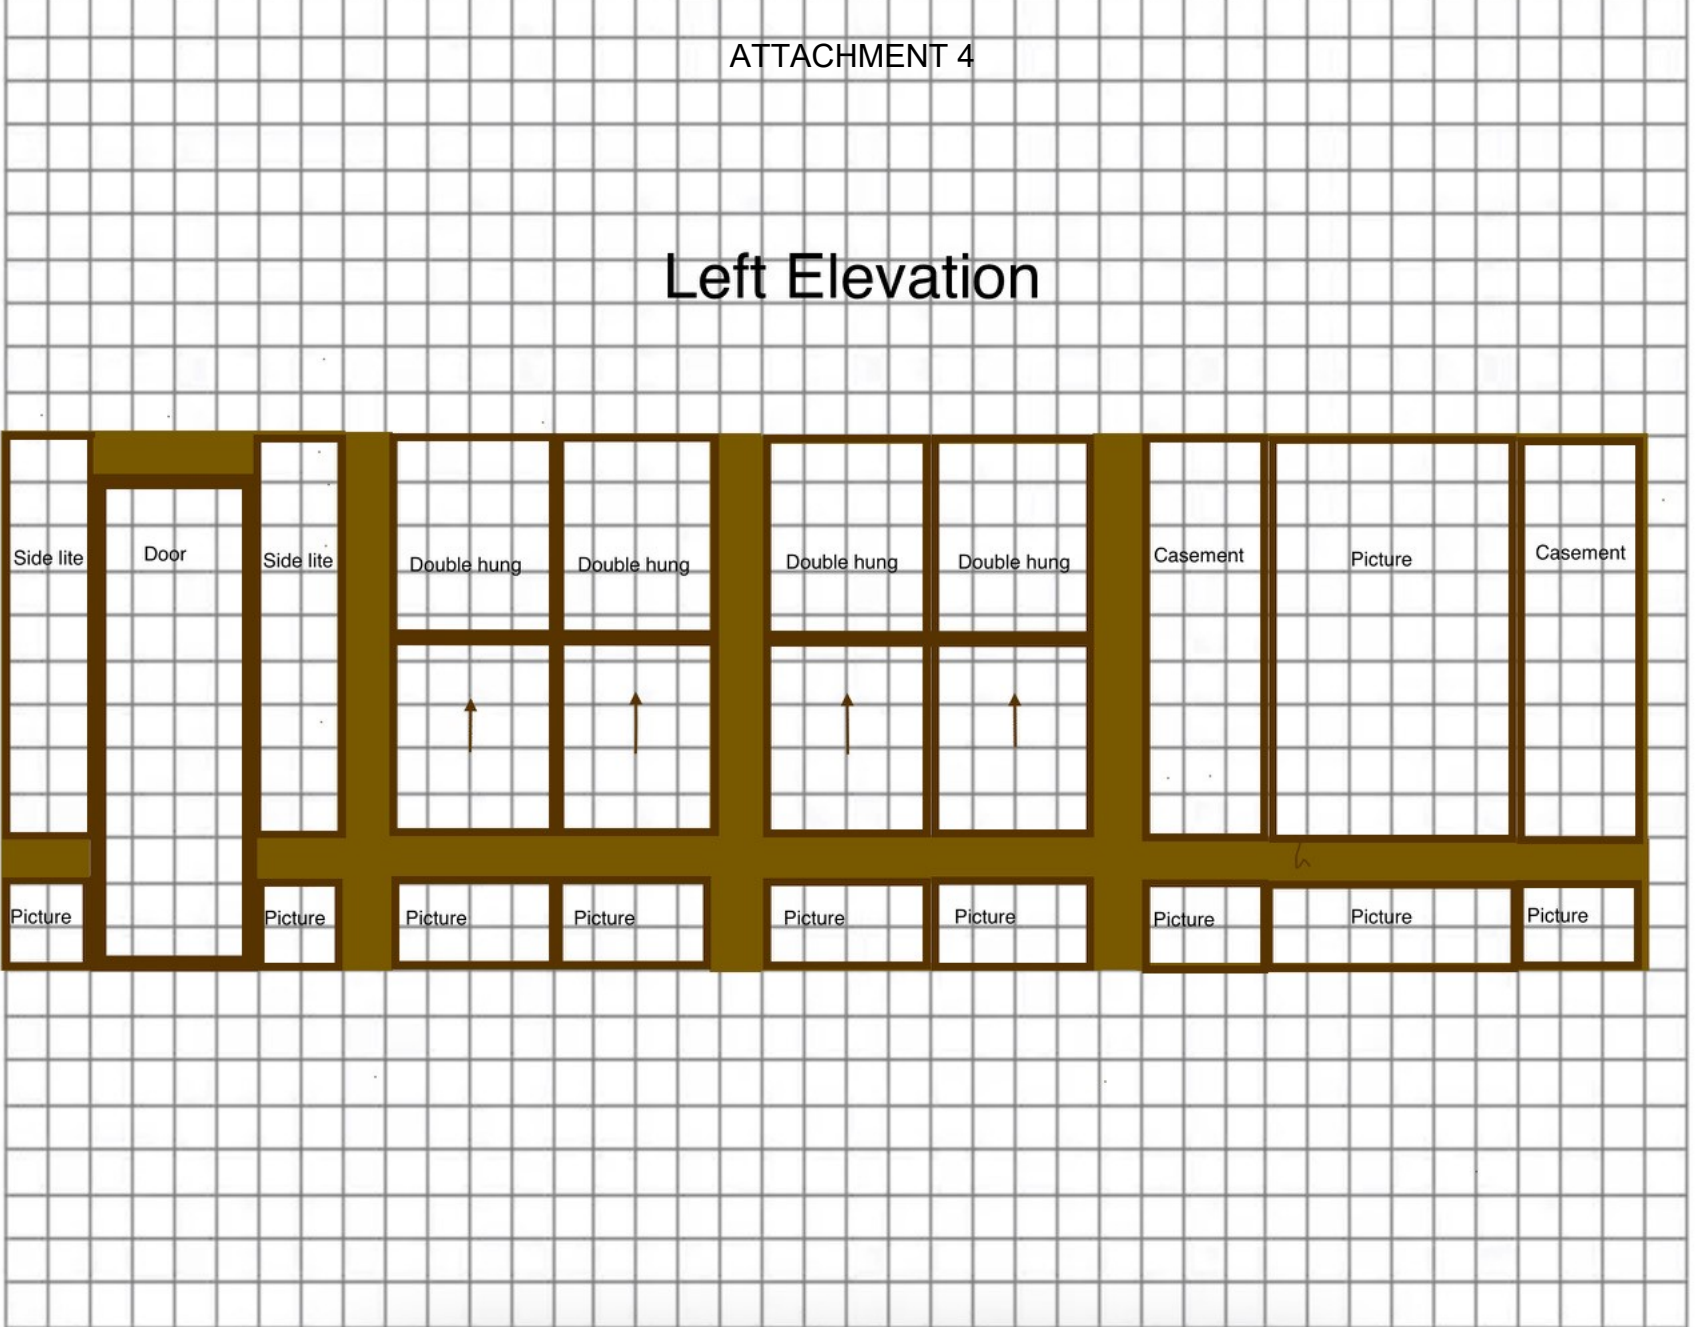 ATTACHMENT 4
Left Elevation
Side lite
Door
Side lite
Double hung
Double hung
Double hung
Double hung
Casement
Picture
Casement
Picture
Picture
Picture
Picture
Picture
Picture
Picture
Picture
Picture